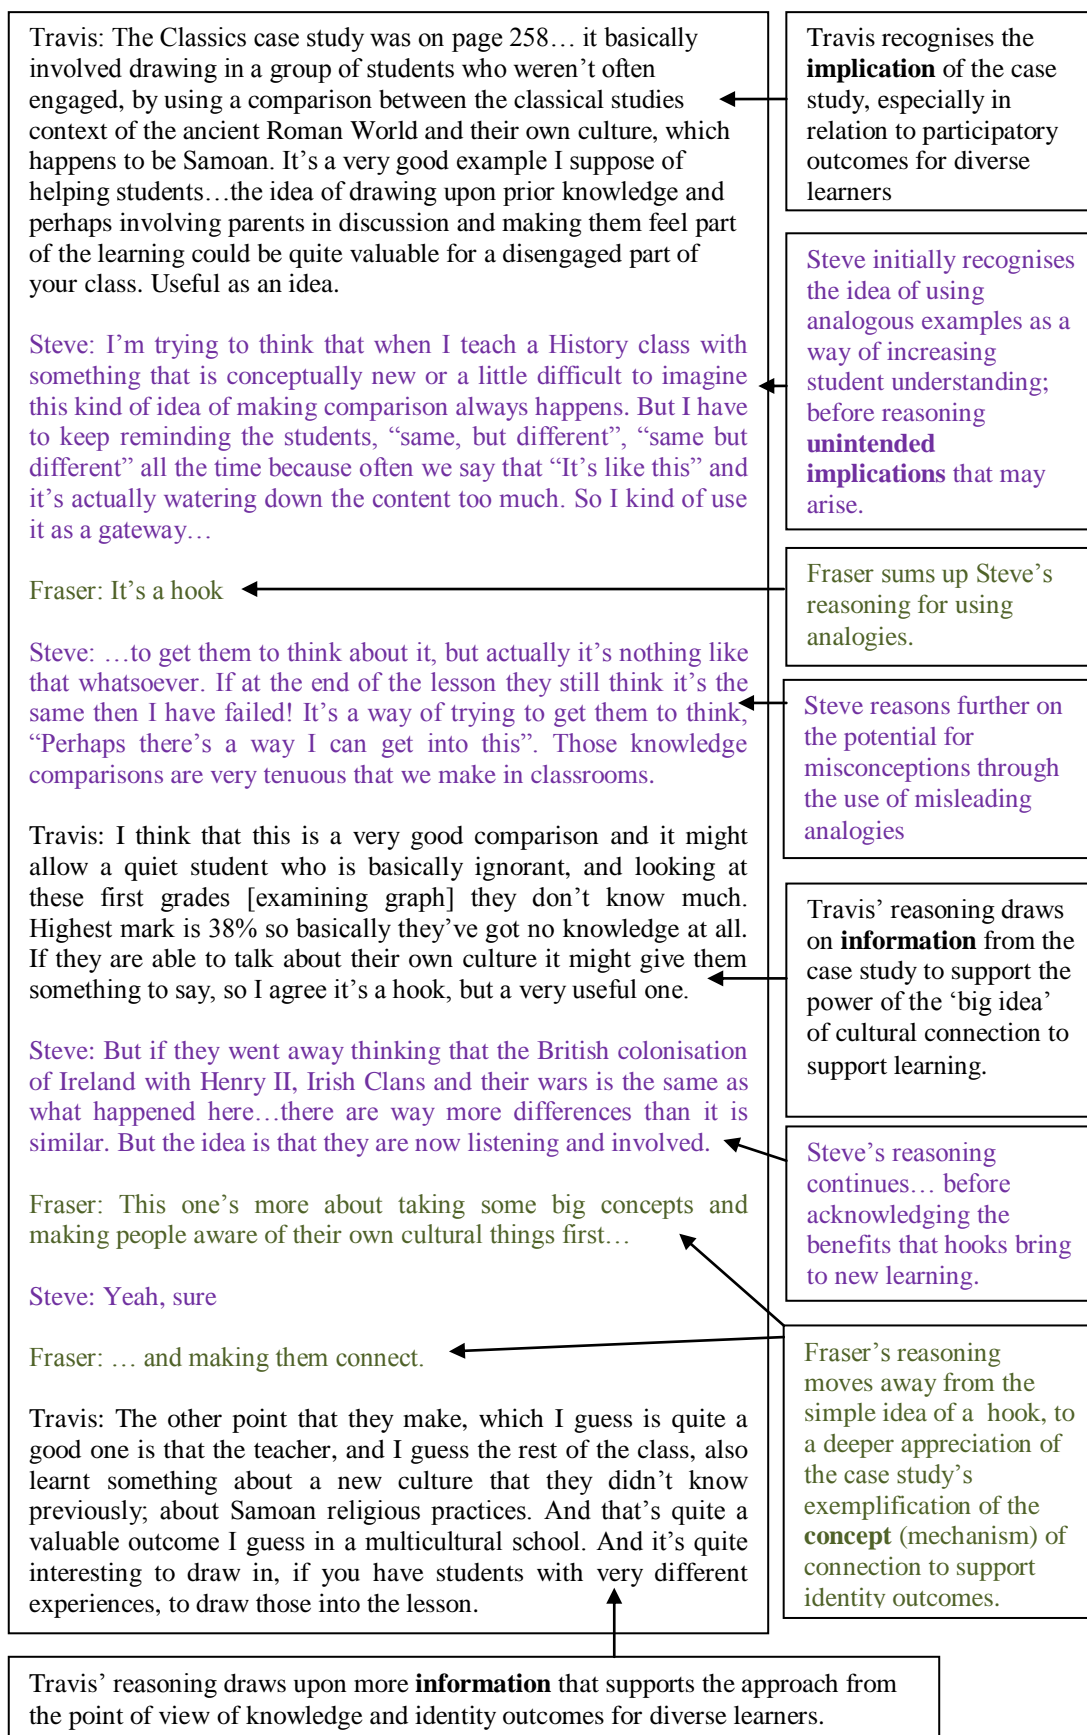 Travis: The Classics case study was on page 258… it basically
involved drawing in a group of students who weren’t often
engaged, by using a comparison between the classical studies
context of the ancient Roman World and their own culture, which
happens to be Samoan. It’s a very good example I suppose of
helping students…the idea of drawing upon prior knowledge and
perhaps involving parents in discussion and making them feel part
of the learning could be quite valuable for a disengaged part of
your class. Useful as an idea.
Travis recognises the
implication of the case
study, especially in
relation to participatory
outcomes for diverse
learners
Steve: I’m trying to think that when I teach a History class with
something that is conceptually new or a little difficult to imagine
this kind of idea of making comparison always happens. But I have
to keep reminding the students, “same, but different”, “same but
different” all the time because often we say that “It’s like this” and
it’s actually watering down the content too much. So I kind of use
it as a gateway…
Steve initially recognises
the idea of using
analogous examples as a
way of increasing
student understanding;
before reasoning
unintended
implications that may
arise.
Fraser: It’s a hook
Fraser sums up Steve’s
reasoning for using
analogies.
Steve: …to get them to think about it, but actually it’s nothing like
that whatsoever. If at the end of the lesson they still think it’s the
same then I have failed! It’s a way of trying to get them to think,
“Perhaps there’s a way I can get into this”. Those knowledge
comparisons are very tenuous that we make in classrooms.
Steve reasons further on
the potential for
misconceptions through
the use of misleading
analogies
Travis: I think that this is a very good comparison and it might
allow a quiet student who is basically ignorant, and looking at
these first grades [examining graph] they don’t know much.
Highest mark is 38% so basically they’ve got no knowledge at all.
If they are able to talk about their own culture it might give them
something to say, so I agree it’s a hook, but a very useful one.
Travis’ reasoning draws
on information from the
case study to support the
power of the ‘big idea’
of cultural connection to
support learning.
Steve: But if they went away thinking that the British colonisation
of Ireland with Henry II, Irish Clans and their wars is the same as
what happened here…there are way more differences than it is
similar. But the idea is that they are now listening and involved.
Steve’s reasoning
continues… before
acknowledging the
benefits that hooks bring
to new learning.
Fraser: This one’s more about taking some big concepts and
making people aware of their own cultural things first…
Steve: Yeah, sure
Fraser: … and making them connect.
Fraser’s reasoning
moves away from the
simple idea of a hook, to
a deeper appreciation of
the case study’s
exemplification of the
concept (mechanism) of
connection to support
identity outcomes.
Travis: The other point that they make, which I guess is quite a
good one is that the teacher, and I guess the rest of the class, also
learnt something about a new culture that they didn’t know
previously; about Samoan religious practices. And that’s quite a
valuable outcome I guess in a multicultural school. And it’s quite
interesting to draw in, if you have students with very different
experiences, to draw those into the lesson.
Travis’ reasoning draws upon more information that supports the approach from
the point of view of knowledge and identity outcomes for diverse learners.